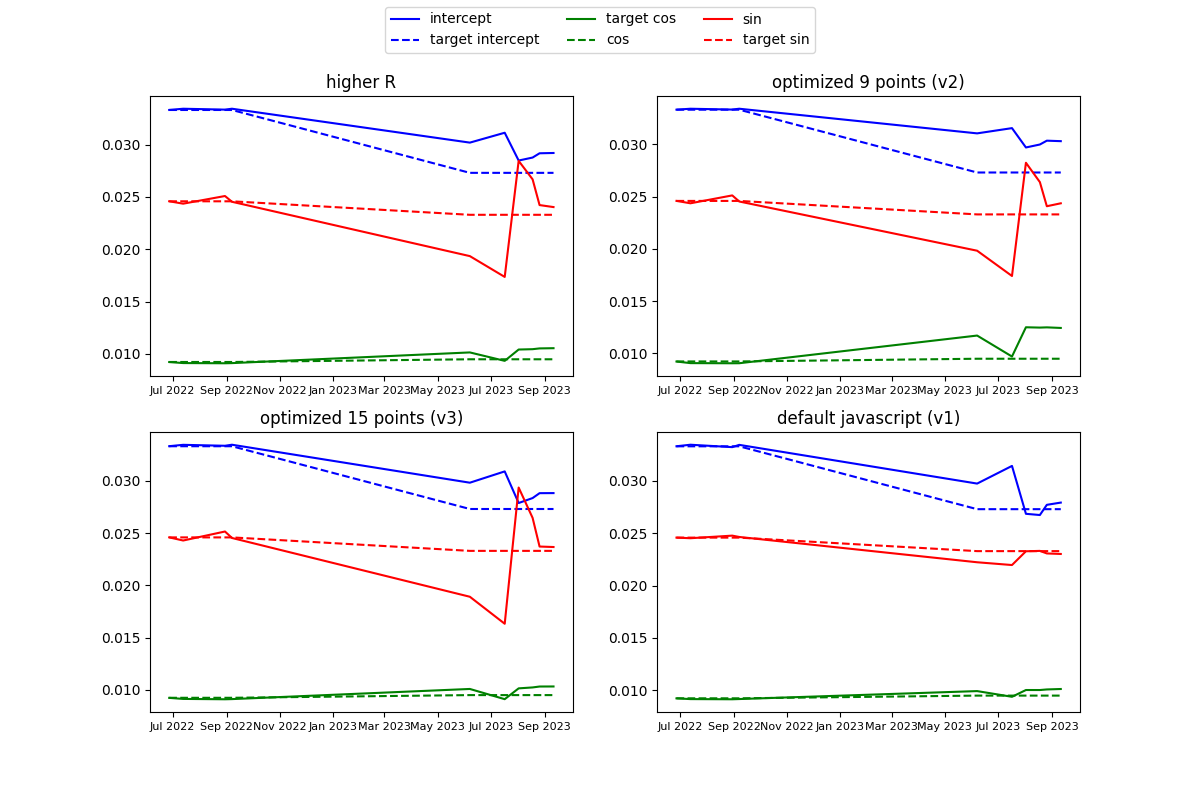 intercept target cos sin
target intercept cos target sin
higher R
0.030
0.025
0.020
0.015
0.010
Jul 2022 Sep 2022 Nov 2022 Jan 2023 Mar 2023 May 2023 Jul 2023 Sep 2023
optimized 9 points (v2)
0.030
0.025
0.020
0.015
0.010
Jul 2022 Sep 2022 Nov 2022 Jan 2023 Mar 2023 May 2023 Jul 2023 Sep 2023
optimized 15 points (v3)
0.030
0.025
0.020
0.015
0.010
Jul 2022 Sep 2022 Nov 2022 Jan 2023 Mar 2023 May 2023 Jul 2023 Sep 2023
default javascript (v1)
0.030
0.025
0.020
0.015
0.010
Jul 2022 Sep 2022 Nov 2022 Jan 2023 Mar 2023 May 2023 Jul 2023 Sep 2023